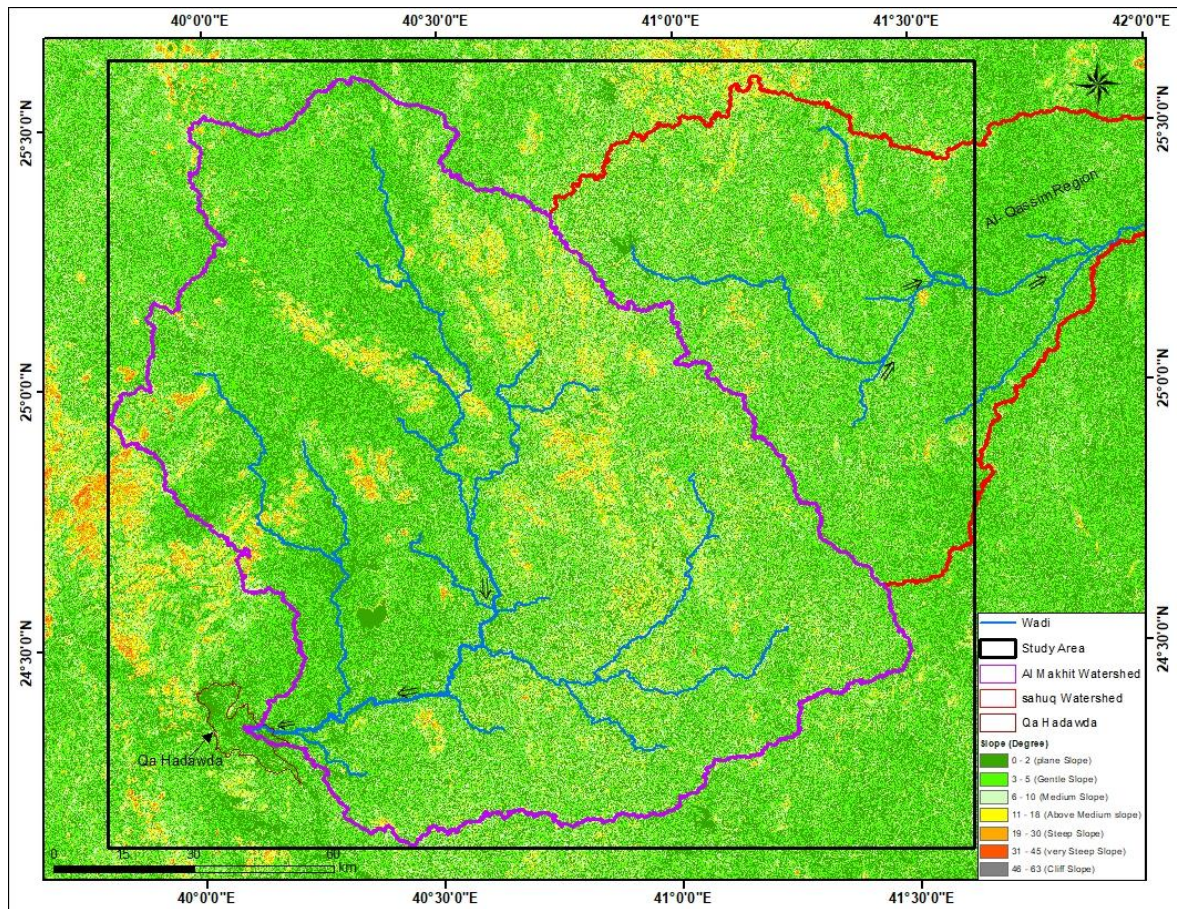 40°0'0"E
40°30'0"E
41°0'0"E
41°30'0"E
42°0'0"E
25°30'0"N
25°0'0"N
24°30'0"N
25°30'0"N
25°0'0"N
24°30'0"N
Al- Qassim Region
Qa Hadawda
0 15 30 60
km
Wadi
Study Area
Al Makhit Watershed
sahuq Watershed
Qa Hadawda
Slope (Degree)
0 - 2 (plane Slope)
3 - 5 (Gentle Slope)
6 - 10 (Medium Slope)
11 - 18 (Above Medium slope)
19 - 30 (Steep Slope)
31 - 45 (very Steep Slope)
46 - 63 (Cliff Slope)
40°0'0"E
40°30'0"E
41°0'0"E
41°30'0"E